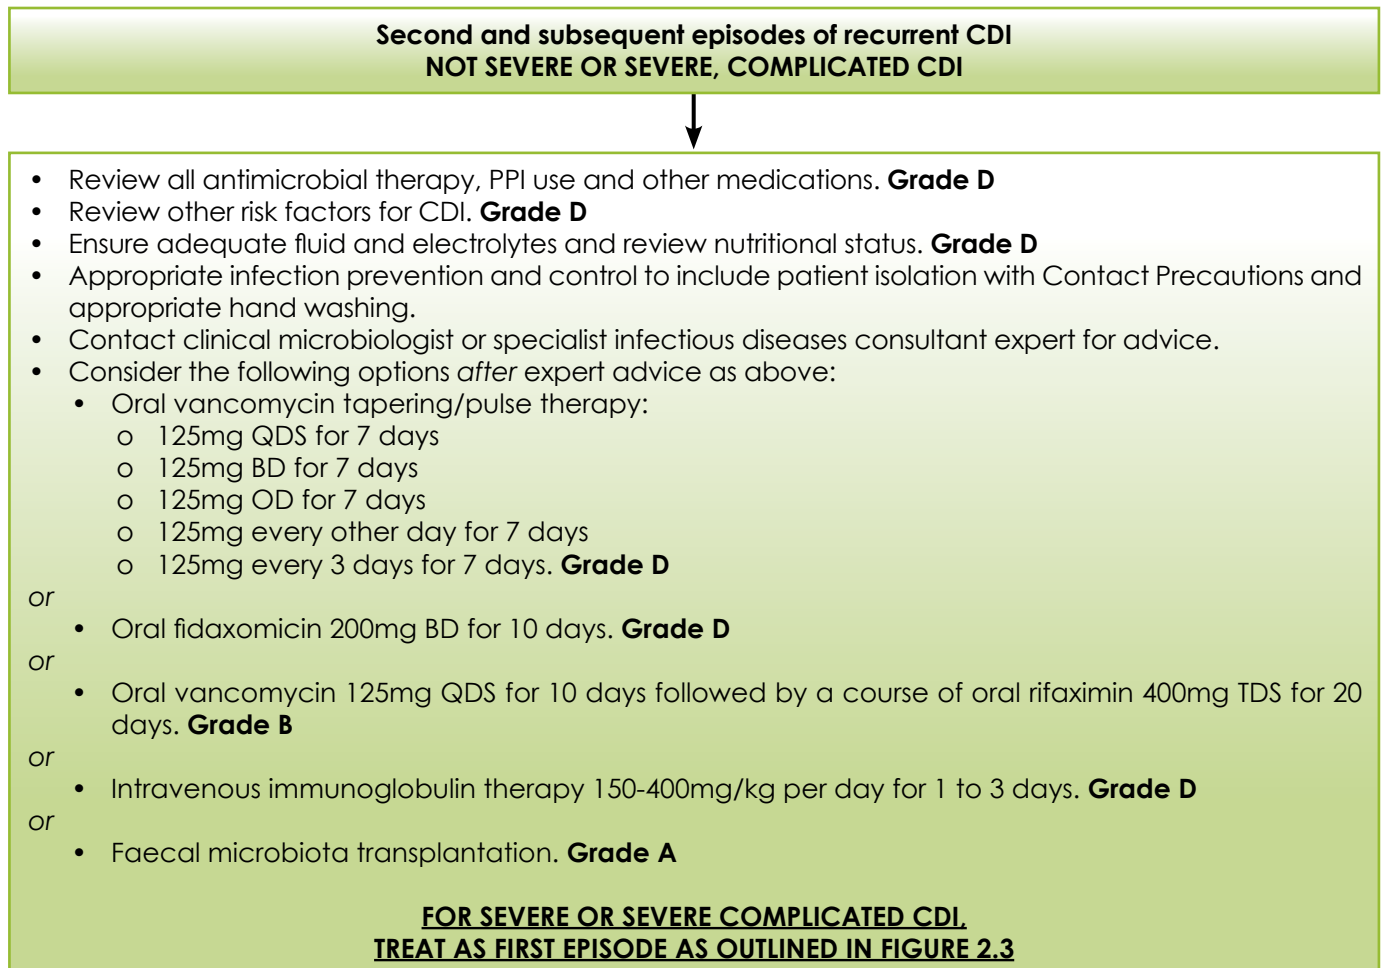 Second and subsequent episodes of recurrent CDI
NOT SEVERE OR SEVERE, COMPLICATED CDI
• Review all antimicrobial therapy, PPI use and other medications. Grade D
• Review other risk factors for CDI. Grade D
• Ensure adequate fluid and electrolytes and review nutritional status. Grade D
• Appropriate infection prevention and control to include patient isolation with Contact Precautions and
appropriate hand washing.
• Contact clinical microbiologist or specialist infectious diseases consultant expert for advice.
• Consider the following options after expert advice as above:
• Oral vancomycin tapering/pulse therapy:
o 125mg QDS for 7 days
o 125mg BD for 7 days
o 125mg OD for 7 days
o 125mg every other day for 7 days
o 125mg every 3 days for 7 days. Grade D
or
• Oral fidaxomicin 200mg BD for 10 days. Grade D
or
• Oral vancomycin 125mg QDS for 10 days followed by a course of oral rifaximin 400mg TDS for 20
days. Grade B
or
• Intravenous immunoglobulin therapy 150-400mg/kg per day for 1 to 3 days. Grade D
or
• Faecal microbiota transplantation. Grade A
FOR SEVERE OR SEVERE COMPLICATED CDI,
TREAT AS FIRST EPISODE AS OUTLINED IN FIGURE 2.3